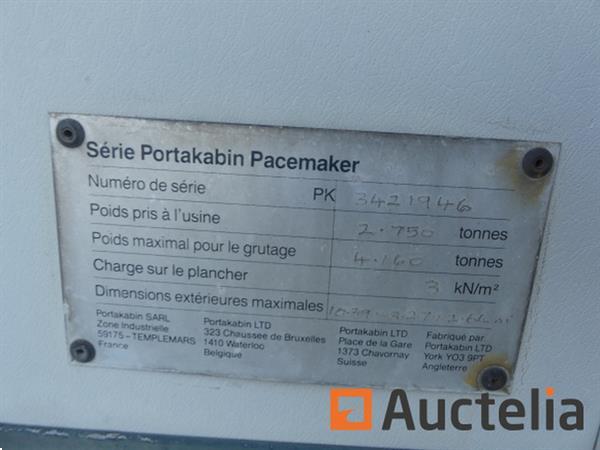 Série Portakabin Pacemaker
Numéro de série PK 3421946
Poids pris à l'usine 2.750 tonnes
Poids maximal pour le grutage 4.160 tonnes
Charge sur le plancher 3 kN/m²
Dimensions extérieures maximales
Portakabin SARL
Zone Industrielle
59175 – TEMPLEMARS
France
Portakabin LTD
323 Chaussee de Bruxelles
1410 Waterloo
Belgique
Portakabin LTD
Place de la Gare
1373 Chavornay
Suisse
Fabriqué par
Portakabin LTD
York YO3 9PT
Angleterre
Auctelia